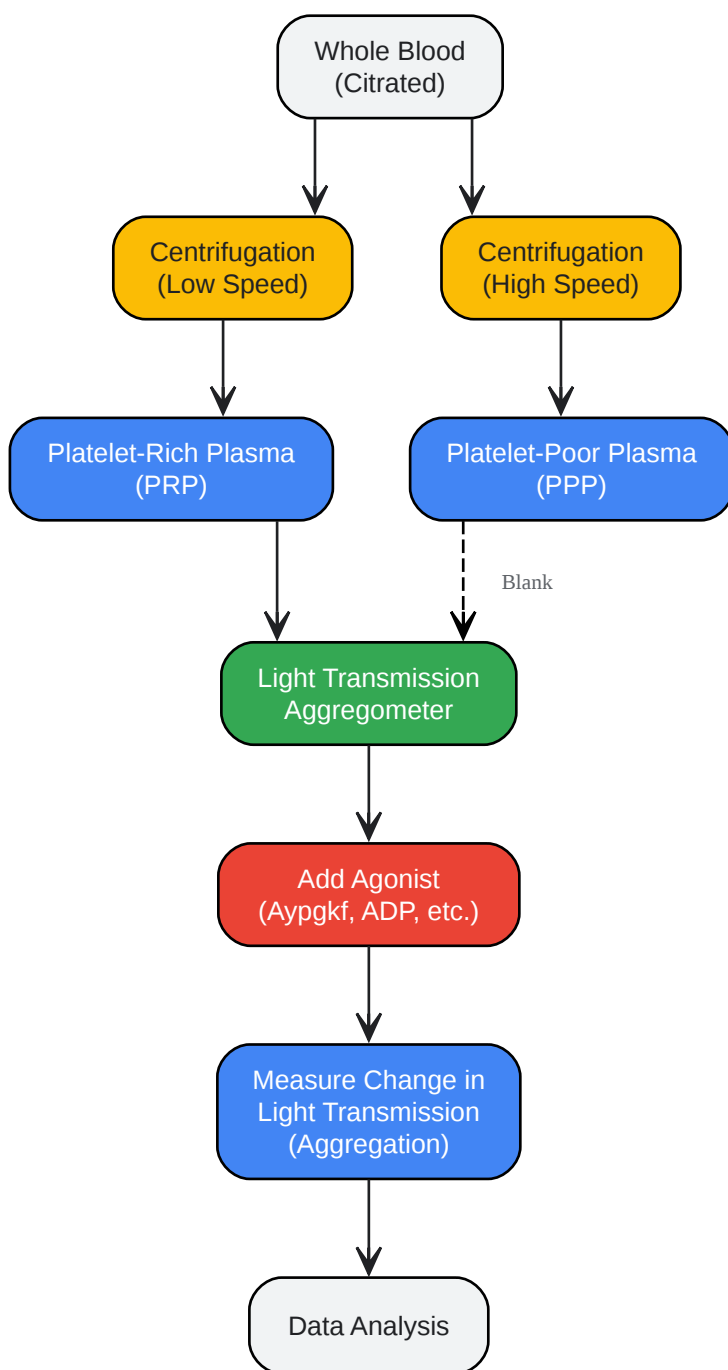 Whole Blood
(Citrated)
Centrifugation
(Low Speed)
Centrifugation
(High Speed)
Platelet-Rich Plasma
(PRP)
Platelet-Poor Plasma
(PPP)
Blank
Light Transmission
Aggregometer
Add Agonist
(Aypgkf, ADP, etc.)
Measure Change in
Light Transmission
(Aggregation)
Data Analysis